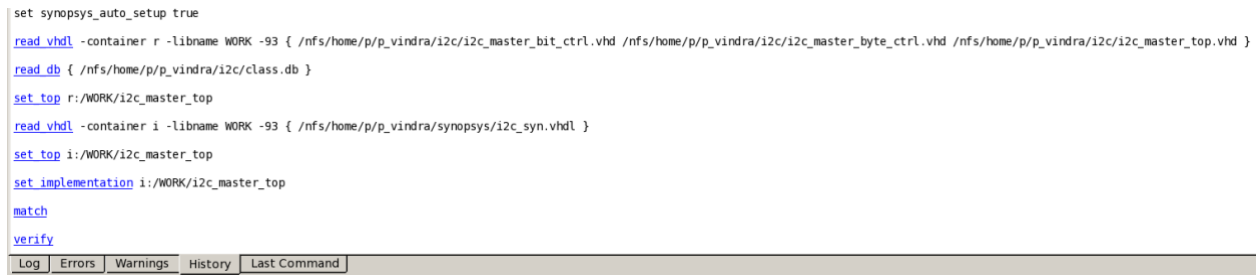 set synopsys_auto_setup true
read_vhdl -container r -libname WORK -93 { /nfs/home/p/p_vindra/i2c/i2c_master_bit_ctrl.vhd /nfs/home/p/p_vindra/i2c/i2c_master_byte_ctrl.vhd /nfs/home/p/p_vindra/i2c/i2c_master_top.vhd }
read_db { /nfs/home/p/p_vindra/i2c/class.db }
set_top r:/WORK/i2c_master_top
read_vhdl -container i -libname WORK -93 { /nfs/home/p/p_vindra/synopsys/i2c_syn.vhdl }
set_top i:/WORK/i2c_master_top
set_implementation i:/WORK/i2c_master_top
match
verify
Log Errors Warnings History Last Command